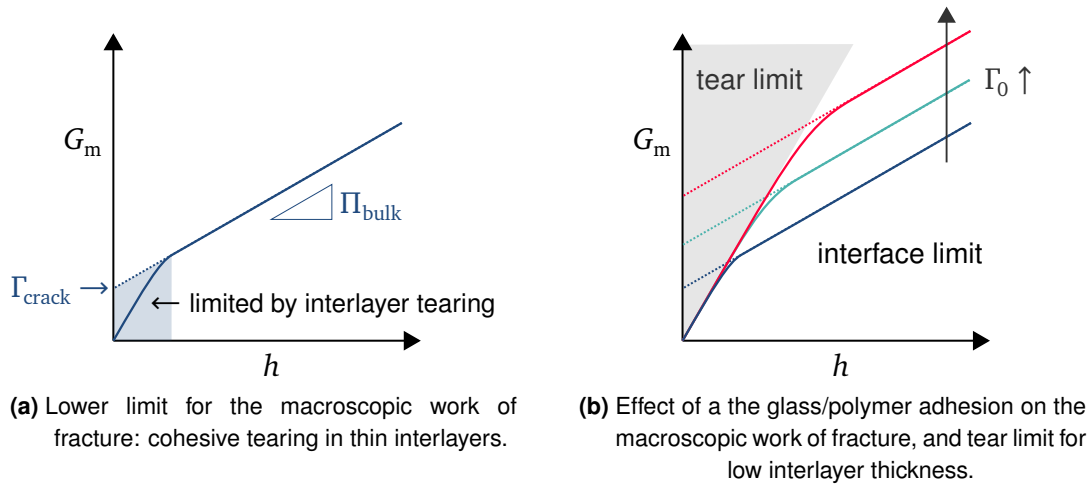 G_m
Π_bulk
Γ_crack
limited by interlayer tearing
h
(a) Lower limit for the macroscopic work of
fracture: cohesive tearing in thin interlayers.
tear limit
Γ_0 ↑
G_m
interface limit
h
(b) Effect of a the glass/polymer adhesion on the
macroscopic work of fracture, and tear limit for
low interlayer thickness.